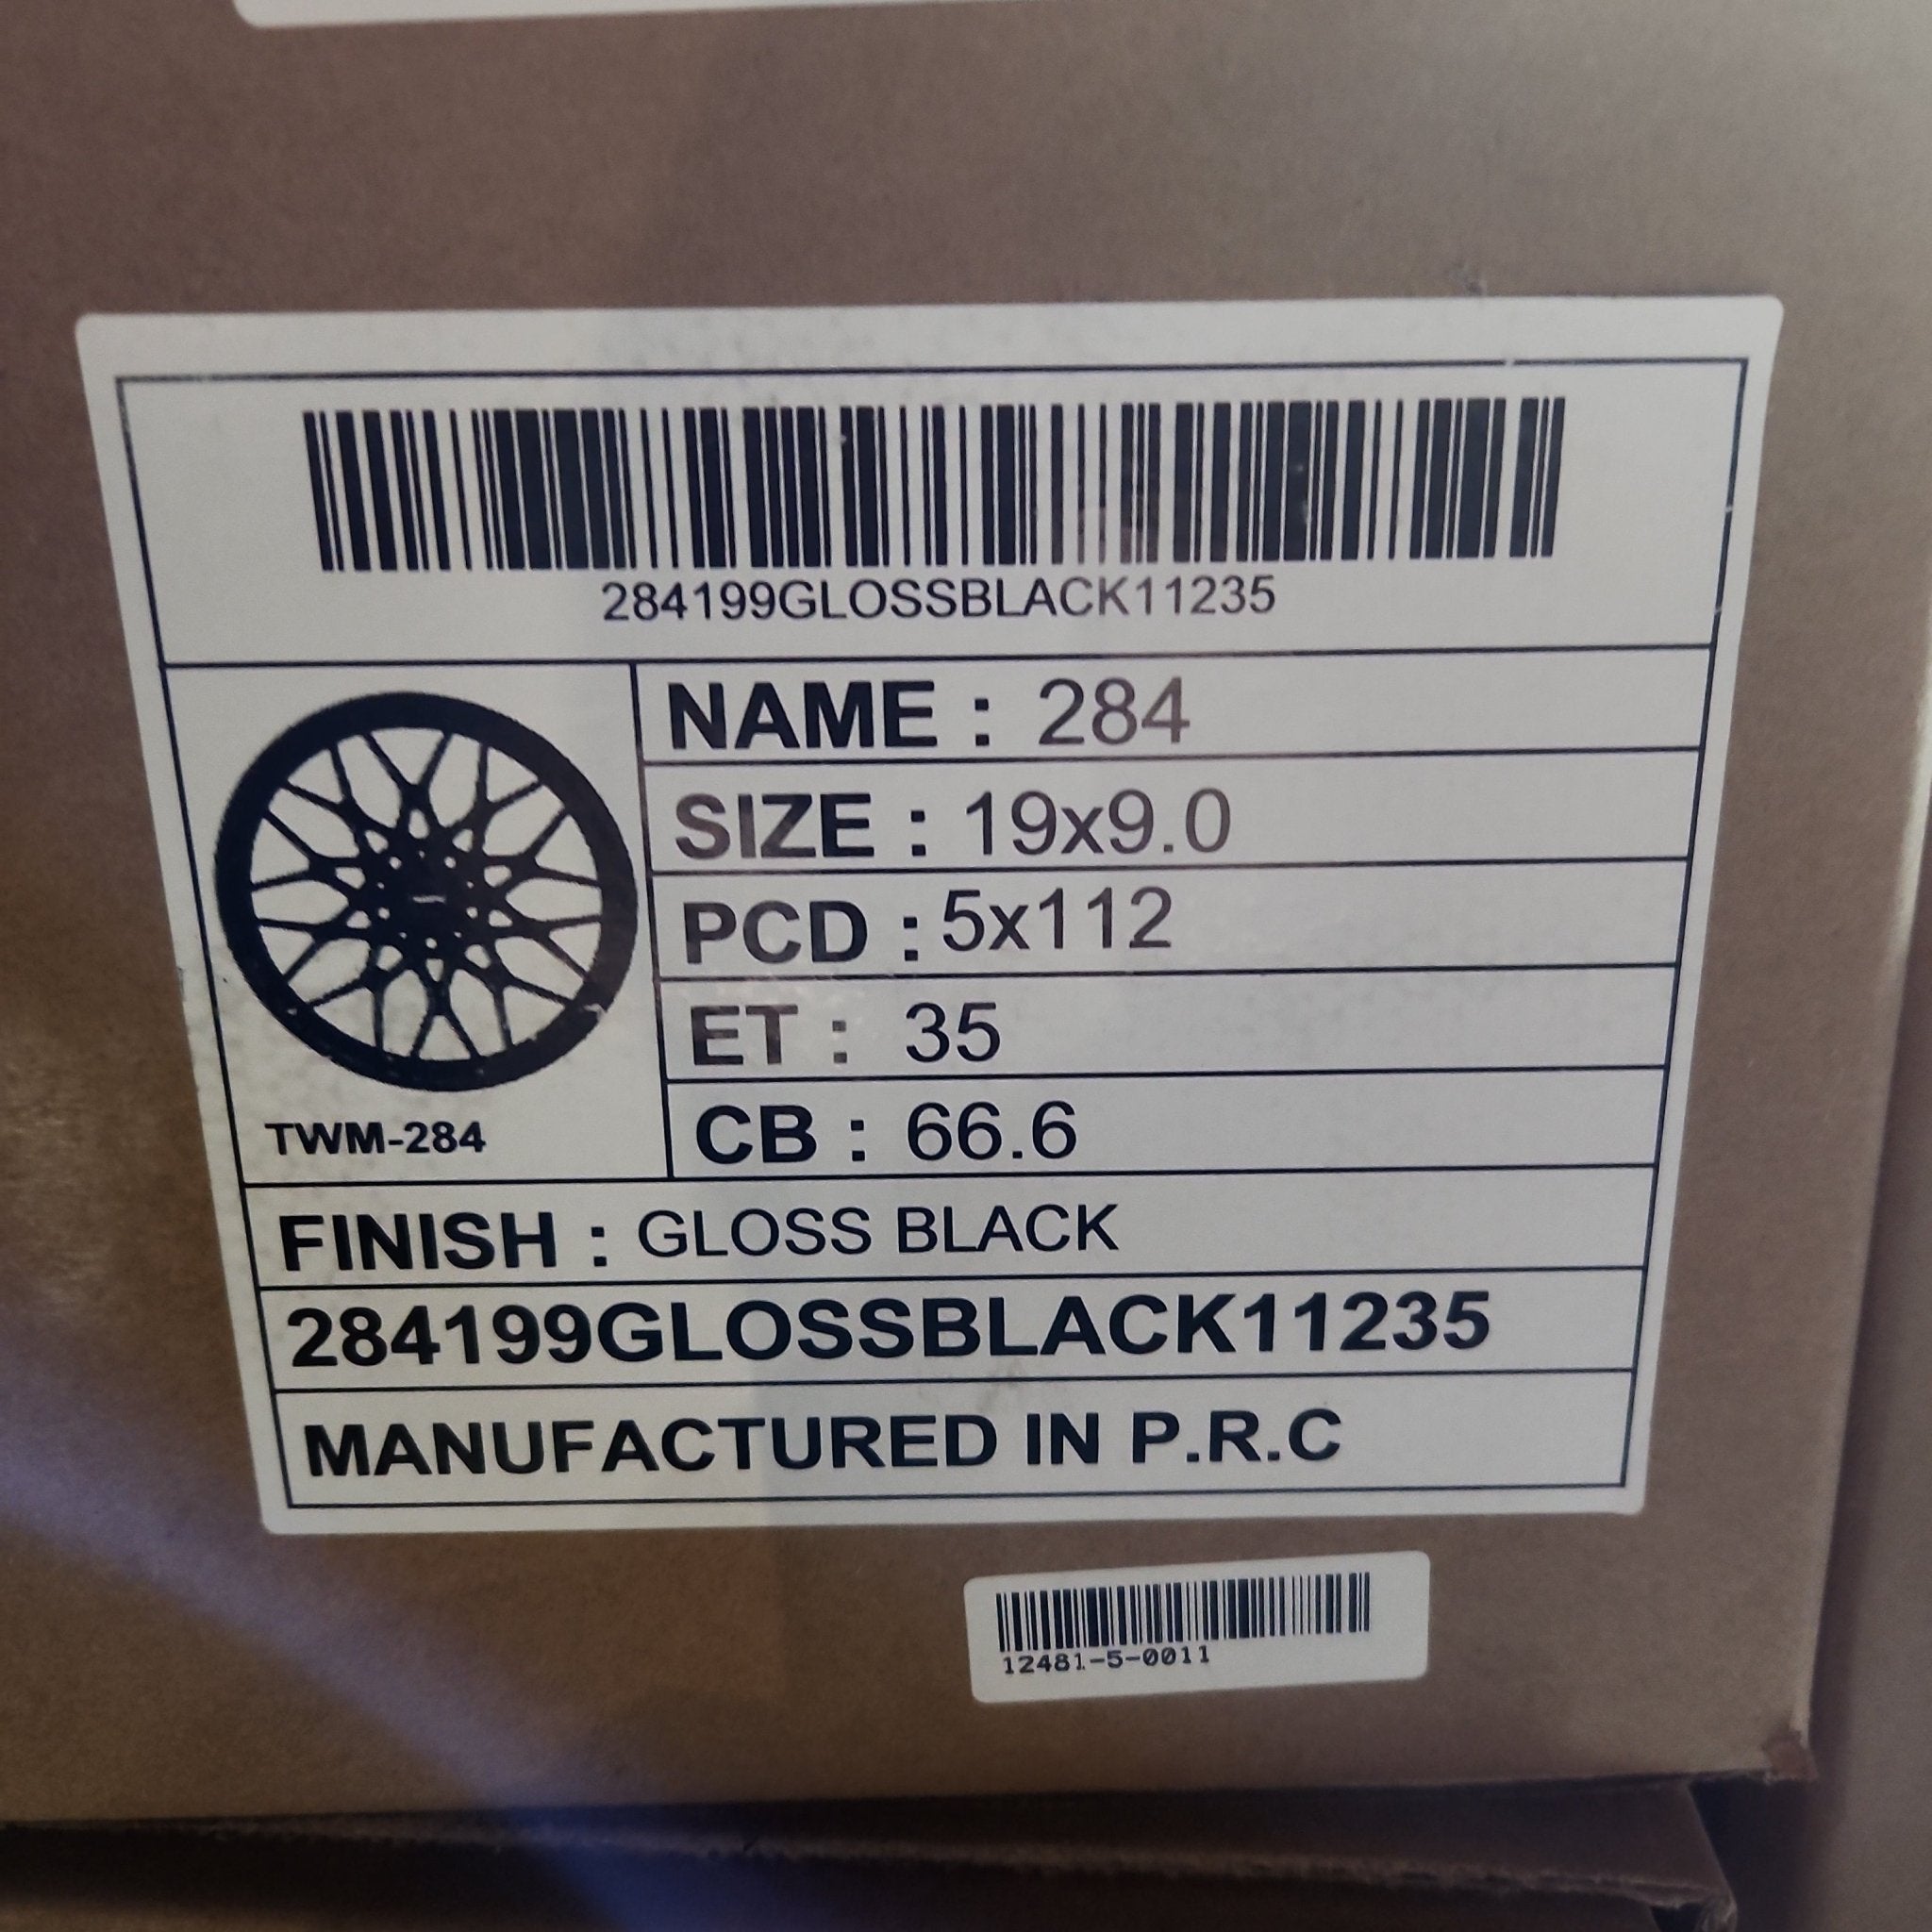 284199GLOSSBLACK11235
NAME : 284
SIZE : 19x9.0
PCD : 5x112
ET : 35
CB : 66.6
TWM-284
FINISH : GLOSS BLACK
284199GLOSSBLACK11235
MANUFACTURED IN P.R.C
12481-5-0011